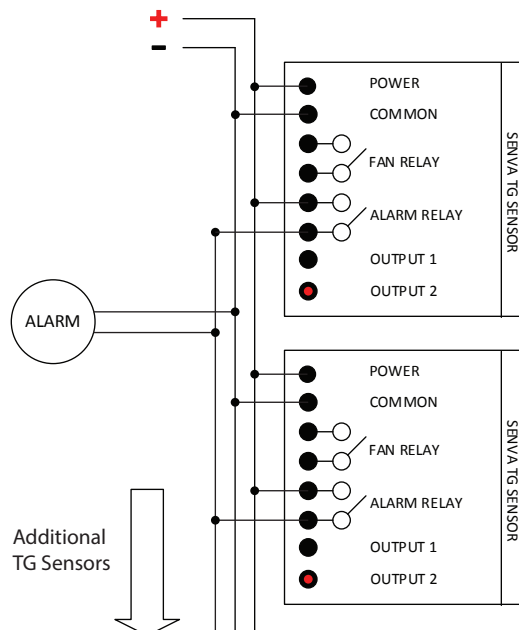 +
-
POWER
COMMON
FAN RELAY
ALARM RELAY
OUTPUT 1
OUTPUT 2
SENVA TG SENSOR
ALARM
POWER
COMMON
FAN RELAY
ALARM RELAY
OUTPUT 1
OUTPUT 2
SENVA TG SENSOR
Additional
TG Sensors